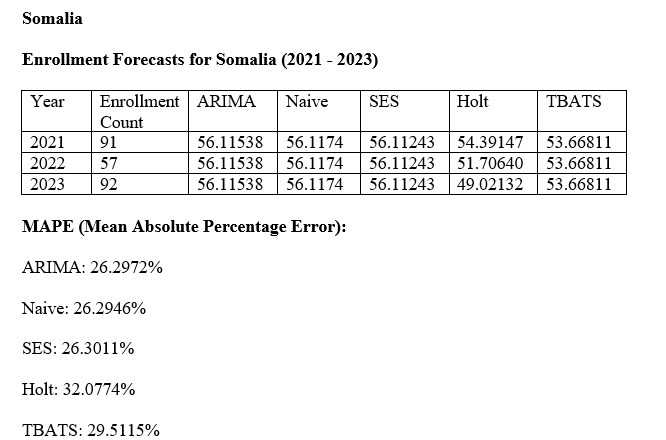 Somalia
Enrollment Forecasts for Somalia (2021 - 2023)
Year Enrollment Count ARIMA Naive SES Holt TBATS
2021 91 56.11538 56.1174 56.11243 54.39147 53.66811
2022 57 56.11538 56.1174 56.11243 51.70640 53.66811
2023 92 56.11538 56.1174 56.11243 49.02132 53.66811
MAPE (Mean Absolute Percentage Error):
ARIMA: 26.2972%
Naive: 26.2946%
SES: 26.3011%
Holt: 32.0774%
TBATS: 29.5115%